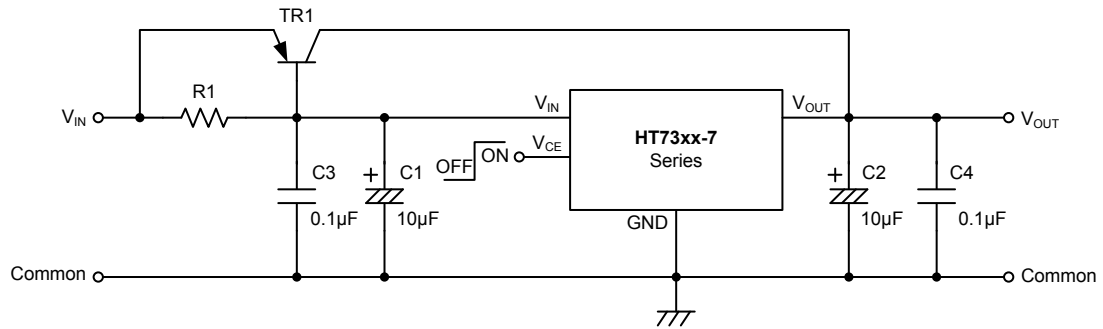 TR1
R1
V_IN
V_IN
V_OUT
V_OUT
HT73xx-7
Series
V_CE
OFF
ON
C3
0.1µF
+
C1
10µF
GND
+
C2
10µF
C4
0.1µF
Common
Common